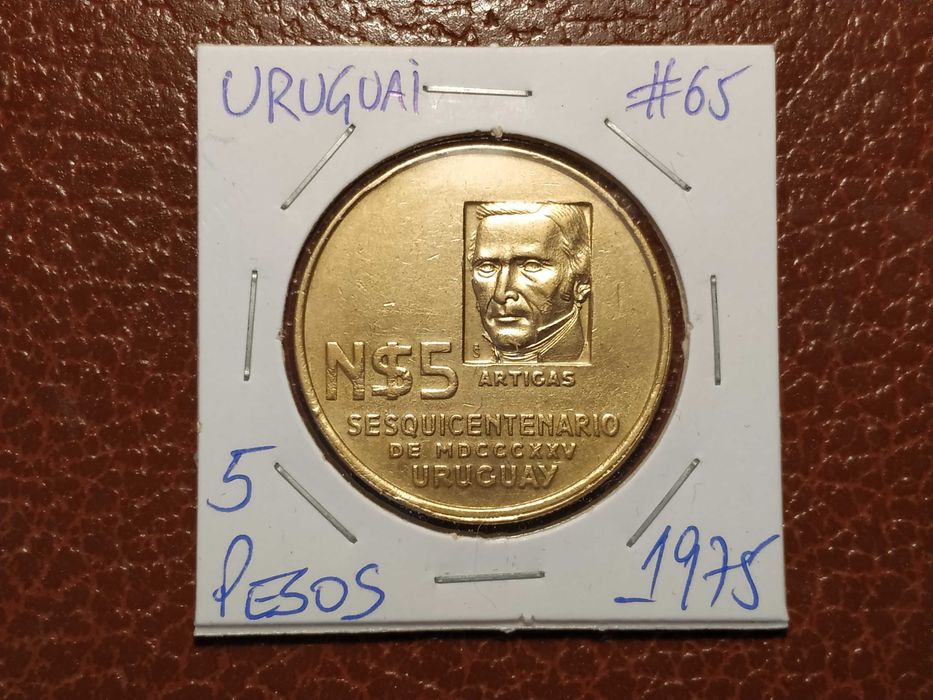 URUGUAi #65
N$5
ARTIGAS
SESQUICENTENARIO
DE MDCCCXXV
URUGUAY
5
PESOS
1975